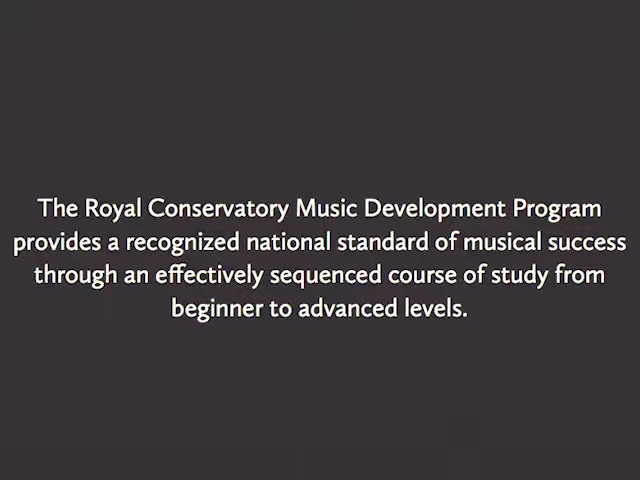 The Royal Conservatory Music Development Program
provides a recognized national standard of musical success
through an effectively sequenced course of study from
beginner to advanced levels.